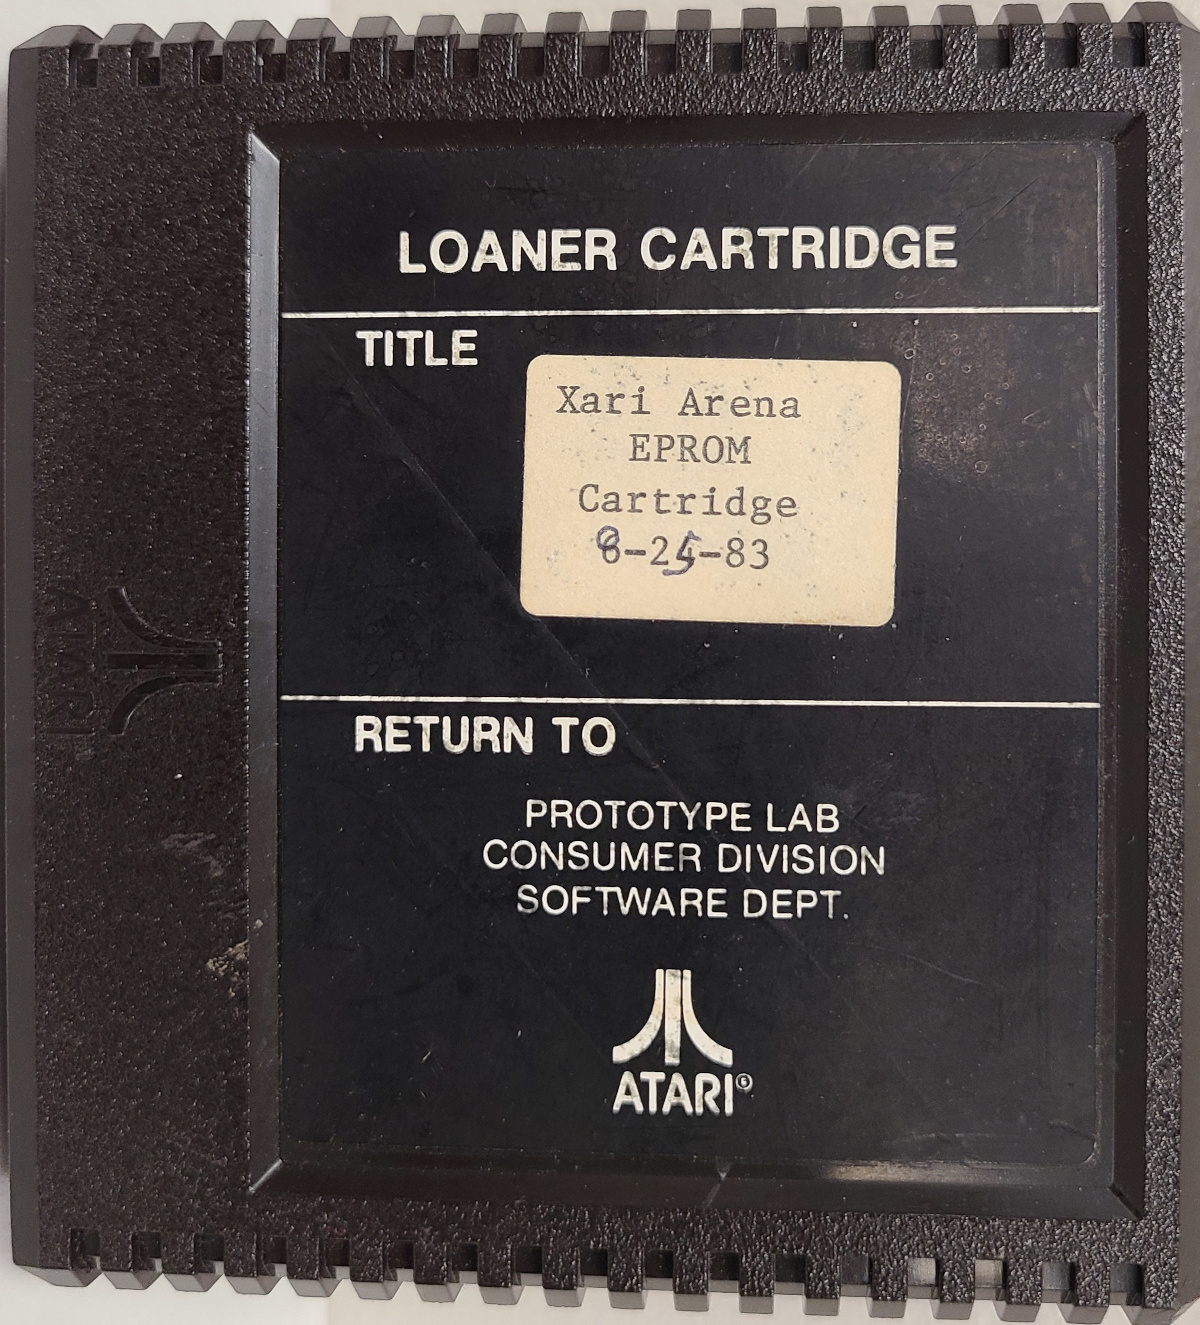 LOANER CARTRIDGE
TITLE
Xari Arena
EPROM
Cartridge
8-25-83
RETURN TO
PROTOTYPE LAB
CONSUMER DIVISION
SOFTWARE DEPT.
ATARI®
ATARI